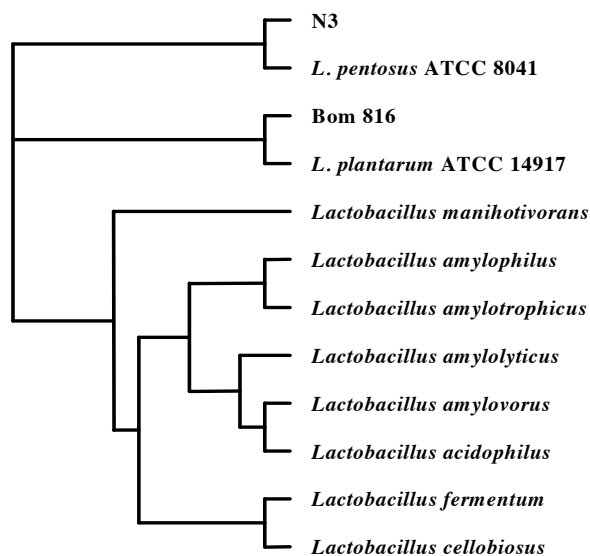 N3
L. pentosus ATCC 8041
Bom 816
L. plantarum ATCC 14917
Lactobacillus manihotivorans
Lactobacillus amylophilus
Lactobacillus amylotrophicus
Lactobacillus amylolyticus
Lactobacillus amylovorus
Lactobacillus acidophilus
Lactobacillus fermentum
Lactobacillus cellobiosus